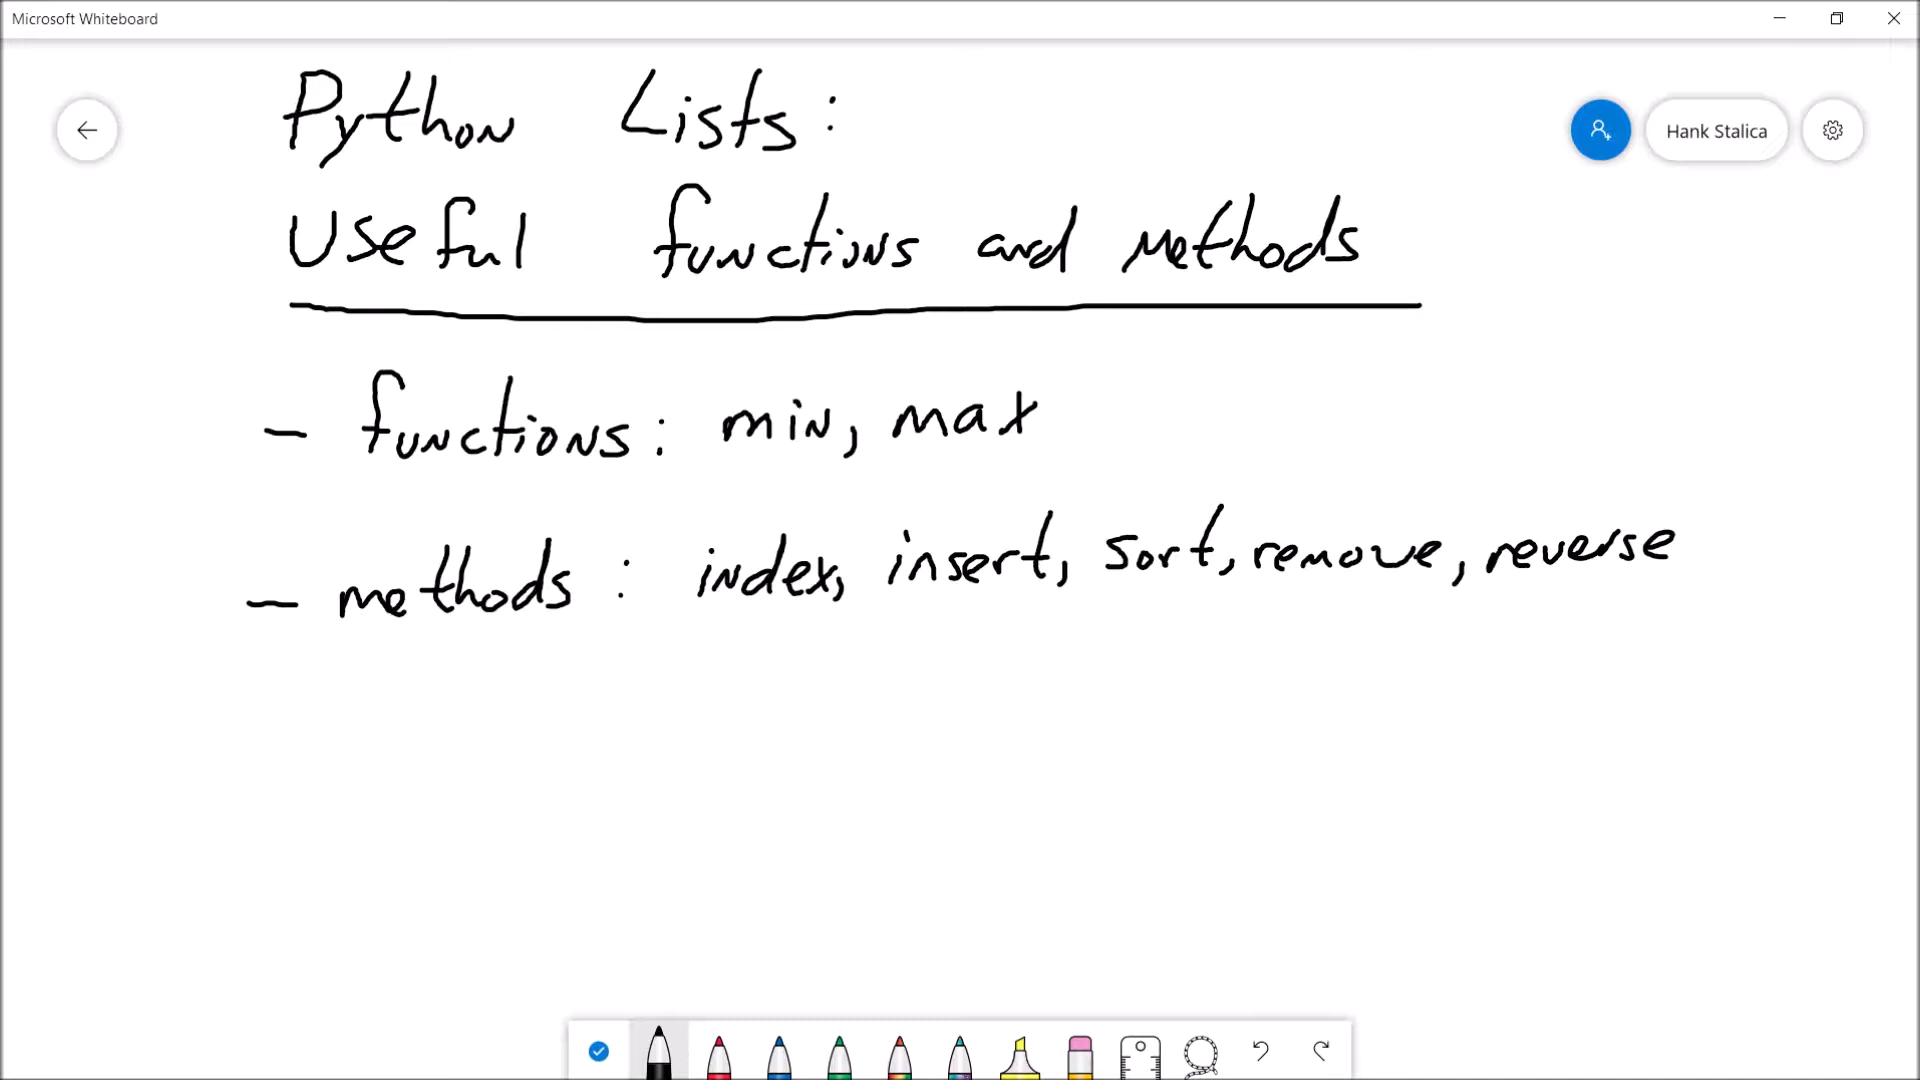 Microsoft Whiteboard
Python Lists:
Hank Stalica
Useful functions and methods
- functions: min, max
- methods: index, insert, sort, remove, reverse